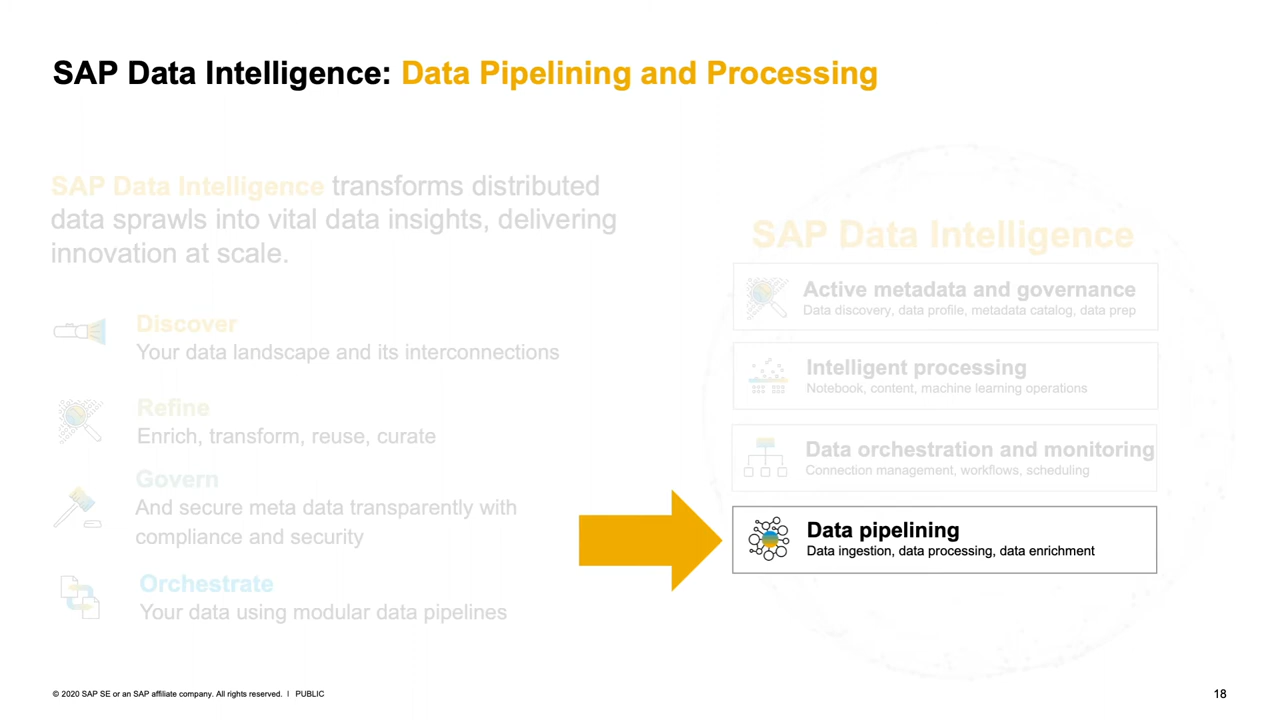 SAP Data Intelligence: Data Pipelining and Processing
SAP Data Intelligence transforms distributed
data sprawls into vital data insights, delivering
innovation at scale.
Discover
Your data landscape and its interconnections
Refine
Enrich, transform, reuse, curate
Govern
And secure meta data transparently with
compliance and security
Orchestrate
Your data using modular data pipelines
SAP Data Intelligence
Active metadata and governance
Data discovery, data profile, metadata catalog, data prep
Intelligent processing
Notebook, content, machine learning operations
Data orchestration and monitoring
Connection management, workflows, scheduling
Data pipelining
Data ingestion, data processing, data enrichment
© 2020 SAP SE or an SAP affiliate company. All rights reserved. I PUBLIC
18